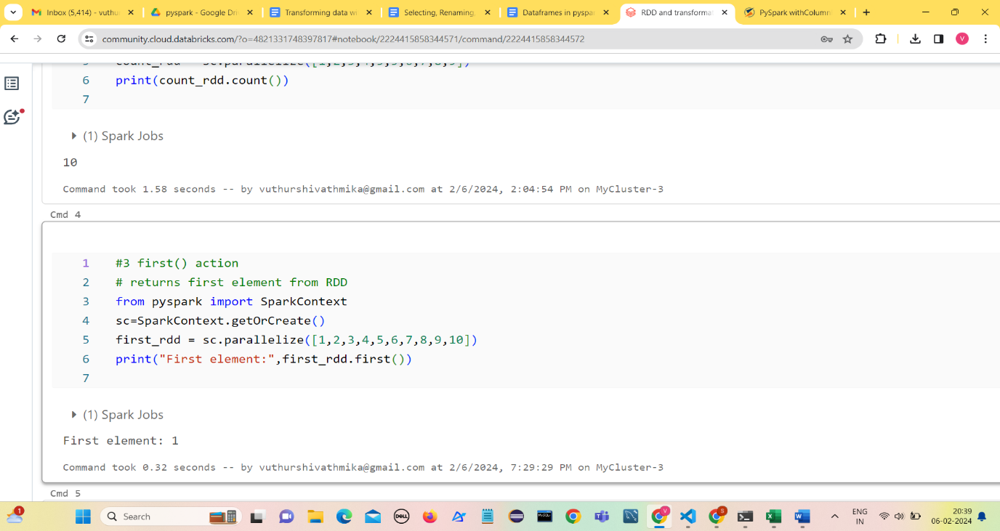 Inbox (5,414) - vuthu
pyspark - Google Dri
Transforming data wi
Selecting, Renaming,
Dataframes in pyspar
RDD and transformat
PySpark withColumn
community.cloud.databricks.com/?o=4821331748397817#notebook/2224415858344571/command/2224415858344572
V
6 print(count_rdd.count())
7
(1) Spark Jobs
10
Command took 1.58 seconds -- by vuthurshivathmika@gmail.com at 2/6/2024, 2:04:54 PM on MyCluster-3
Cmd 4
1 #3 first() action
2 # returns first element from RDD
3 from pyspark import SparkContext
4 sc=SparkContext.getOrCreate()
5 first_rdd = sc.parallelize([1,2,3,4,5,6,7,8,9,10])
6 print("First element:",first_rdd.first())
7
(1) Spark Jobs
First element: 1
Command took 0.32 seconds -- by vuthurshivathmika@gmail.com at 2/6/2024, 7:29:29 PM on MyCluster-3
Cmd 5
1
Search
DELL
V
S
ENG
IN
20:39
06-02-2024